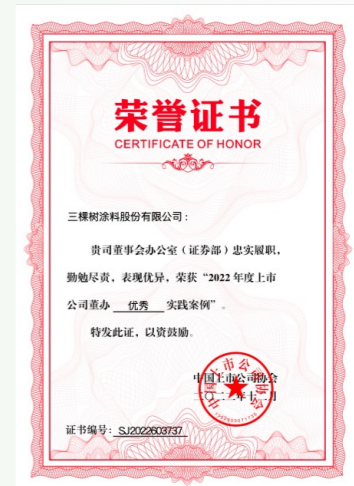 荣誉证书
CERTIFICATE OF HONOR
三棵树涂料股份有限公司：
贵司董事会办公室（证券部）忠实履职，
勤勉尽责，表现优异，荣获“2022 年度上市
公司董办 优秀 实践案例”。
特发此证，以资鼓励。
中国上市公司协会
证书编号：SJ2022603737